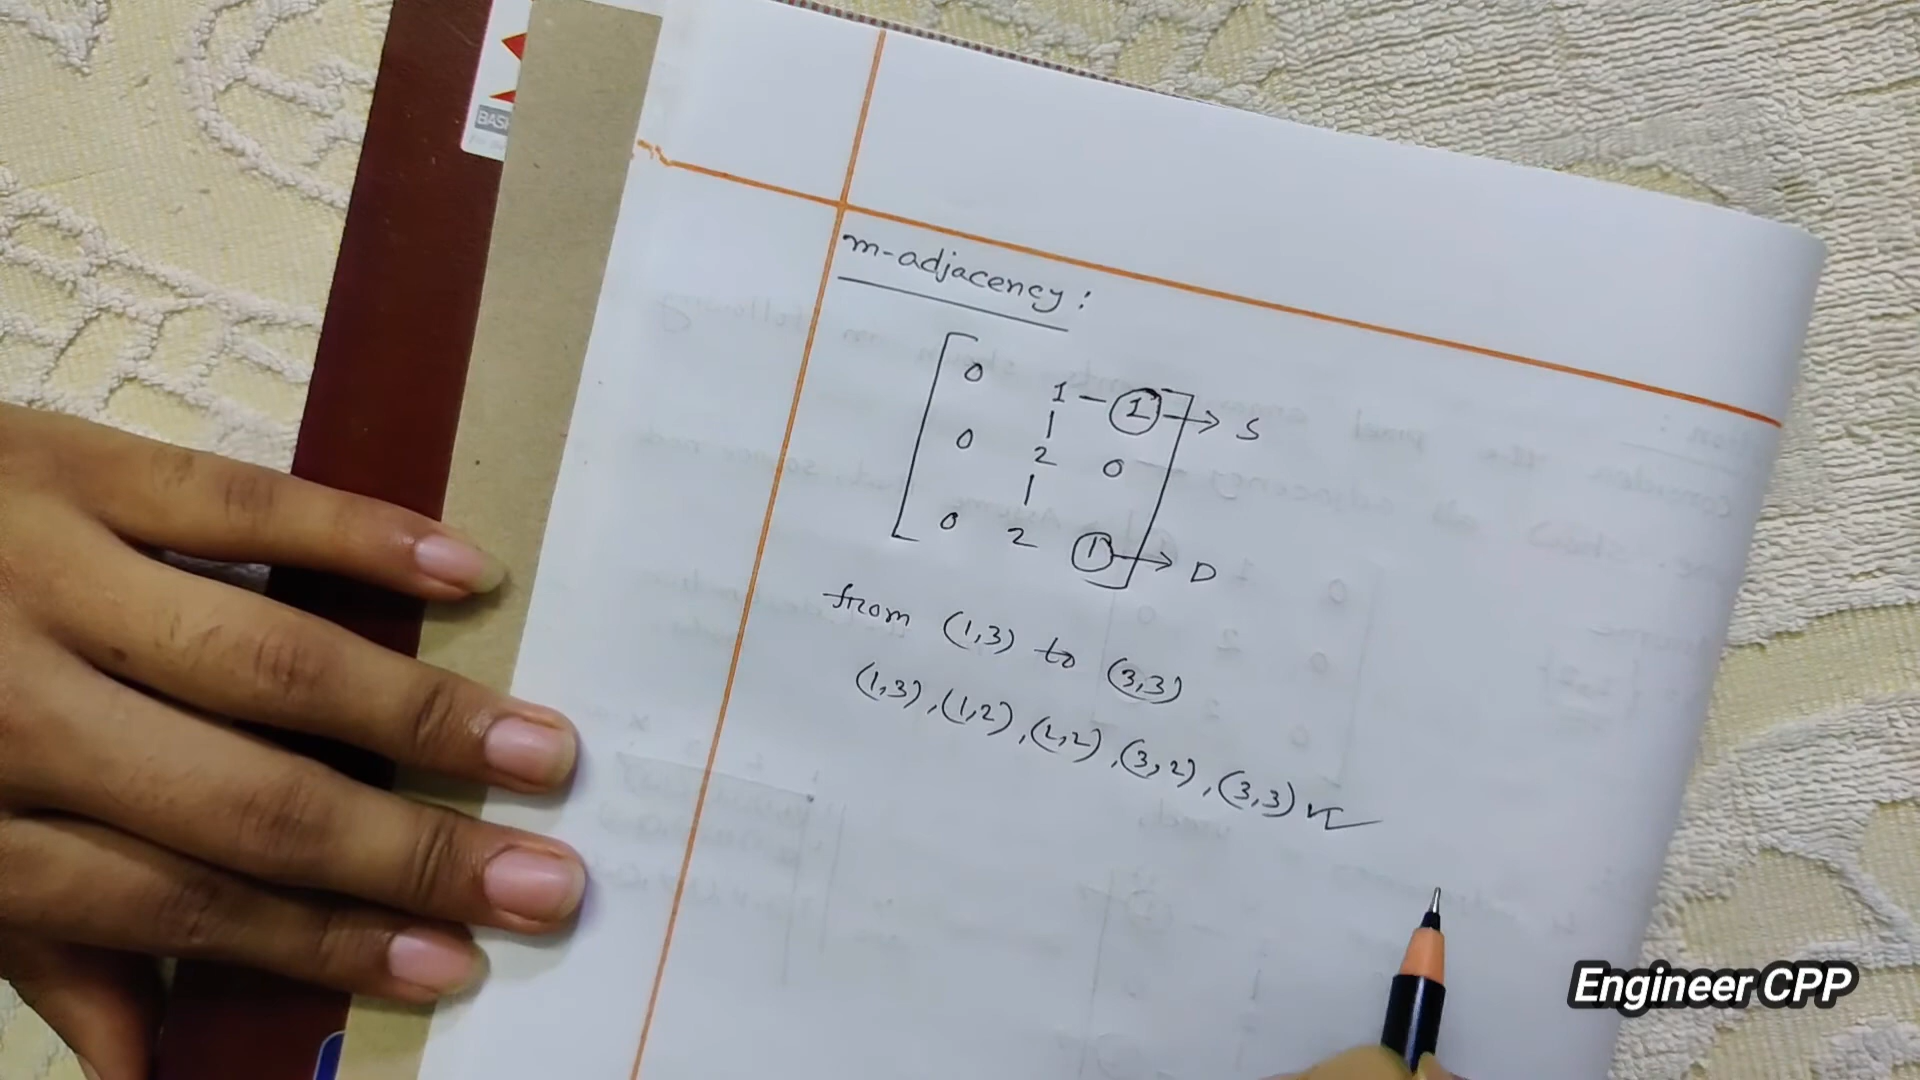 BASI
m-adjacency:
0 1 - 1 → S
0 2 0
0 2 1 → D
from (1,3) to (3,3)
(1,3), (1,2), (2,2), (3,2), (3,3)
Engineer CPP